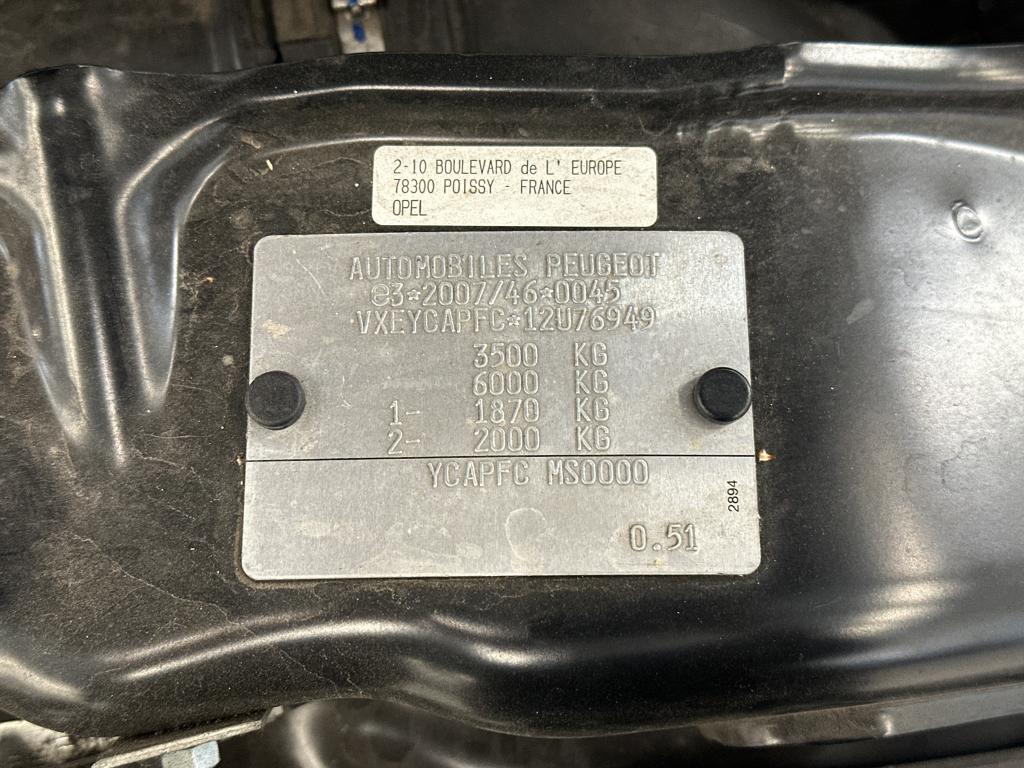 2-10 BOULEVARD de L' EUROPE
78300 POISSY - FRANCE
OPEL
AUTOMOBILES PEUGEOT
e3*2007/46*0045
*VXEYCAPFC*12U76949
3500 KG
6000 KG
1- 1870 KG
2- 2000 KG
YCAPFC MS0000
2894
0.51